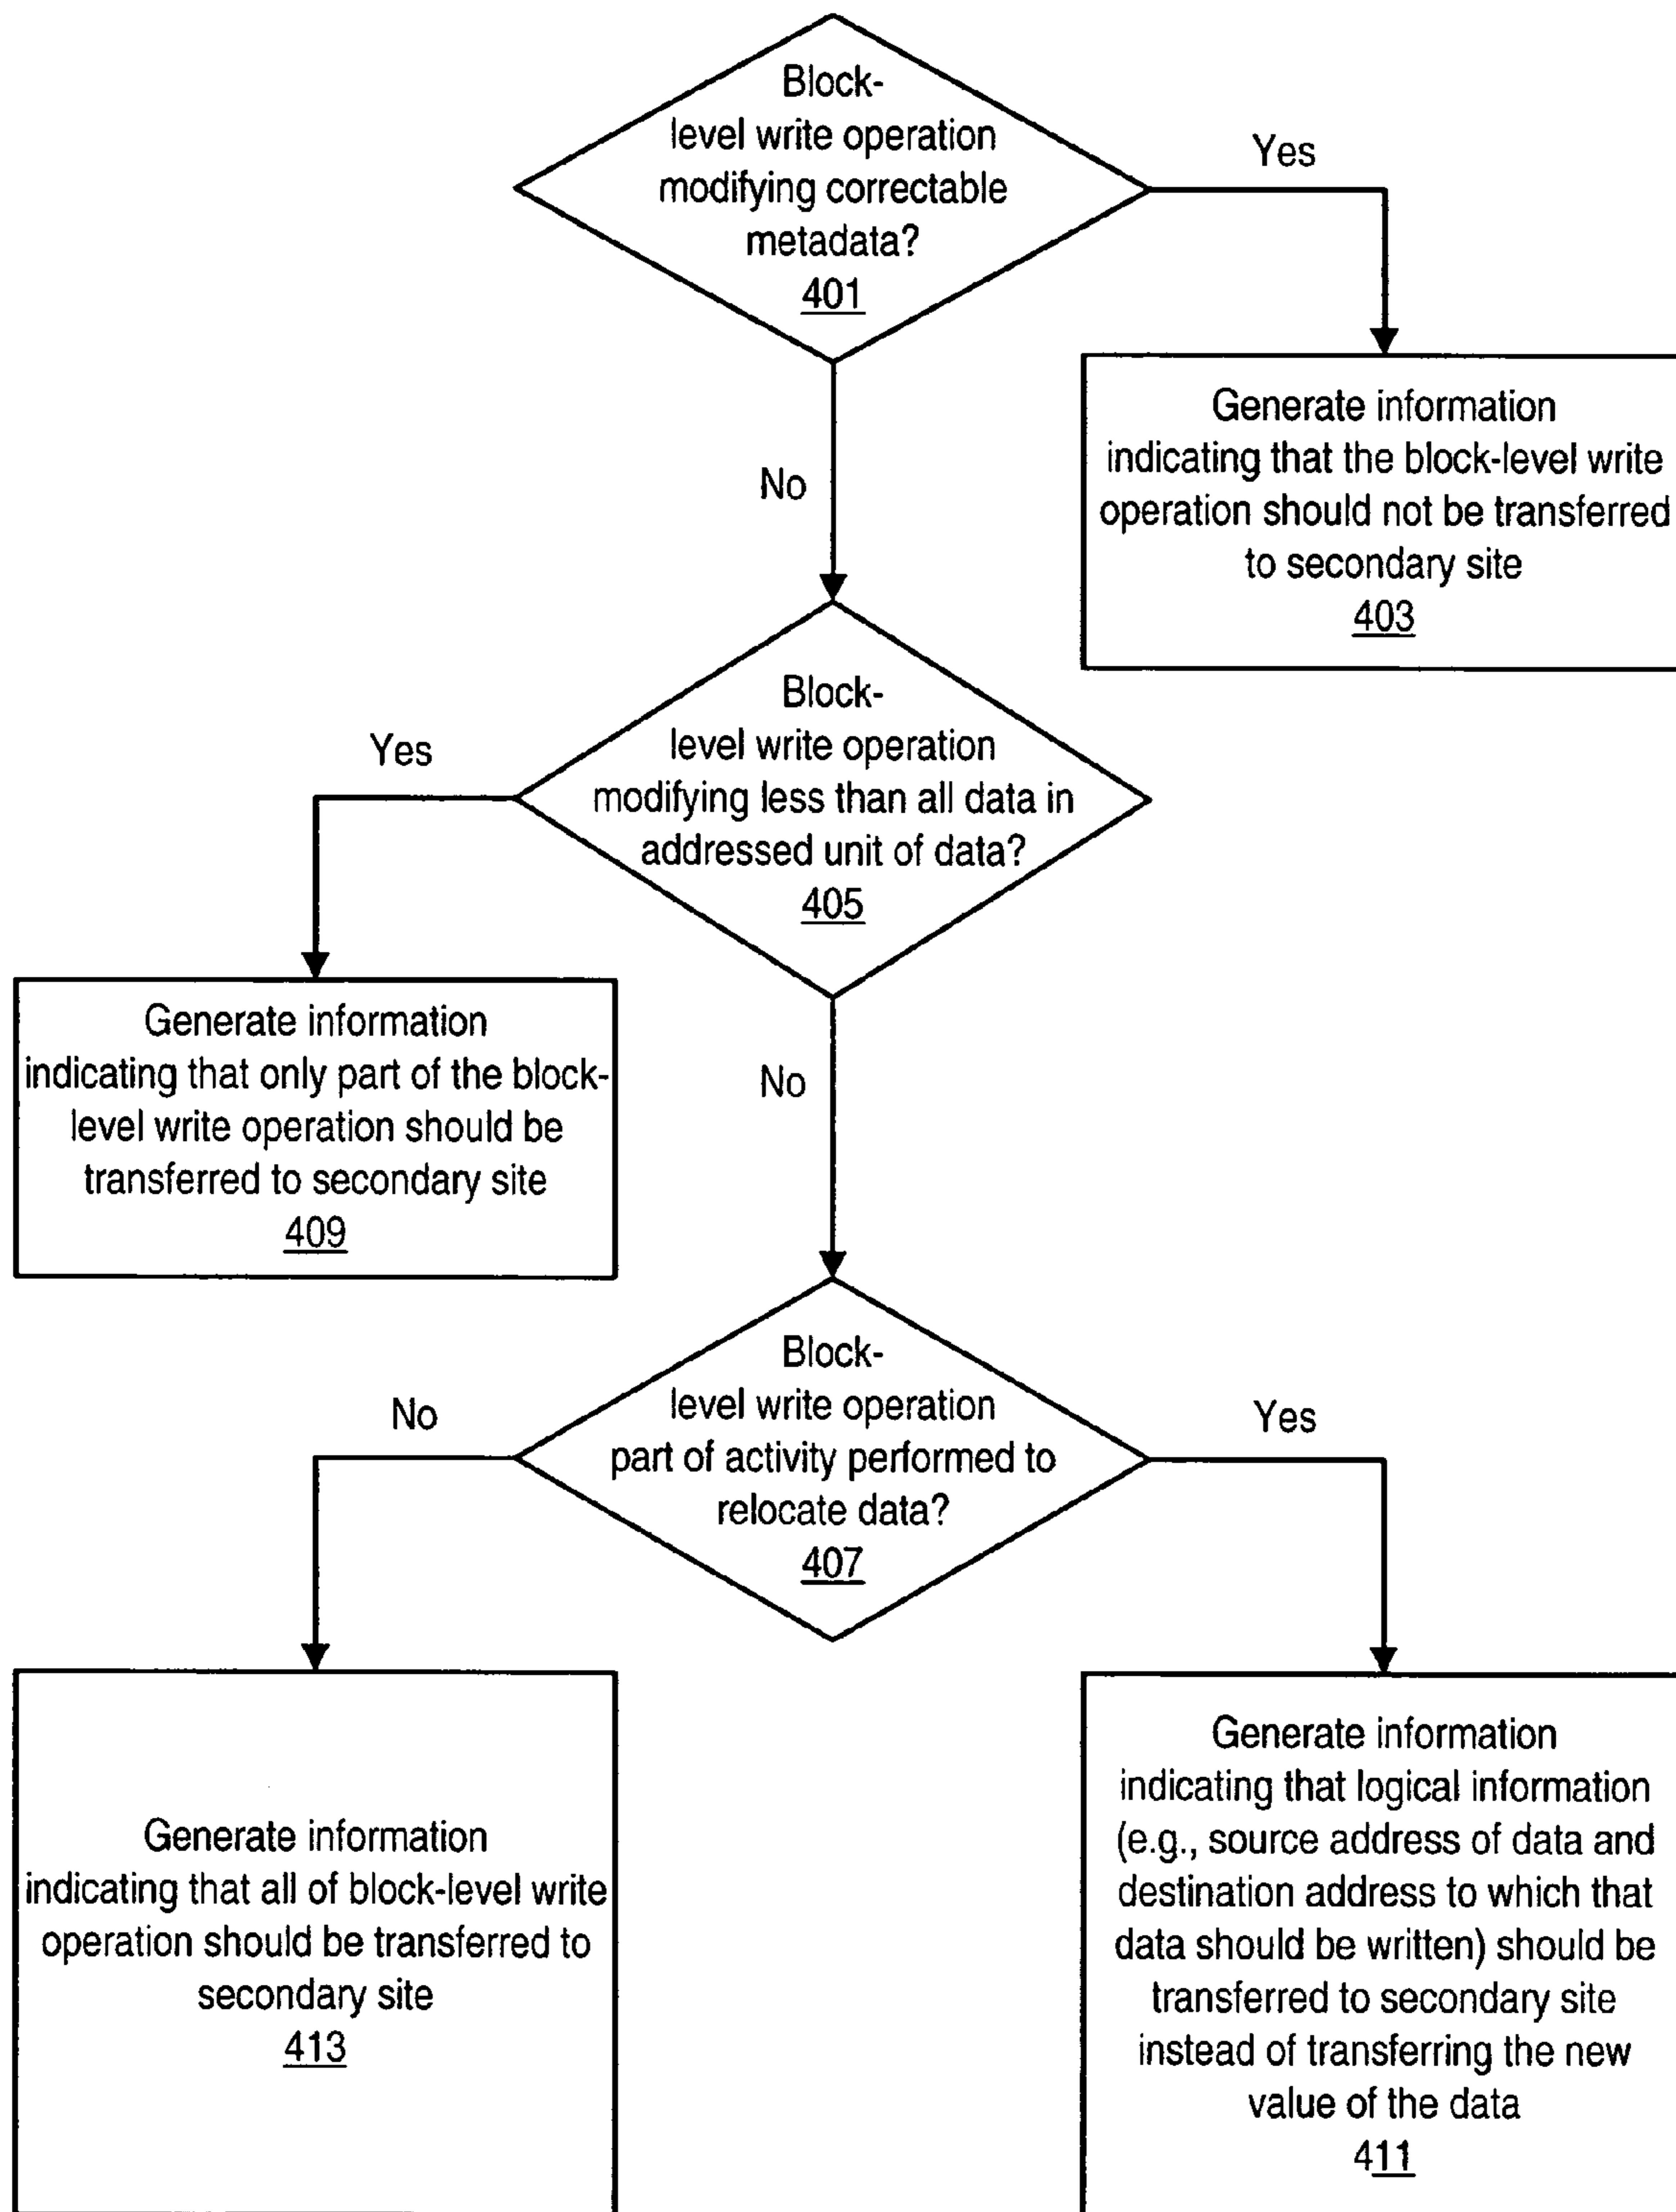 Block-
level write operation
modifying correctable
metadata?
401
Yes
Generate information
indicating that the block-level write
operation should not be transferred
to secondary site
403
No
Block-
level write operation
modifying less than all data in
addressed unit of data?
405
Yes
Generate information
indicating that only part of the block-
level write operation should be
transferred to secondary site
409
No
Block-
level write operation
part of activity performed to
relocate data?
407
No
Yes
Generate information
indicating that all of block-level write
operation should be transferred to
secondary site
413
Generate information
indicating that logical information
(e.g., source address of data and
destination address to which that
data should be written) should be
transferred to secondary site
instead of transferring the new
value of the data
411